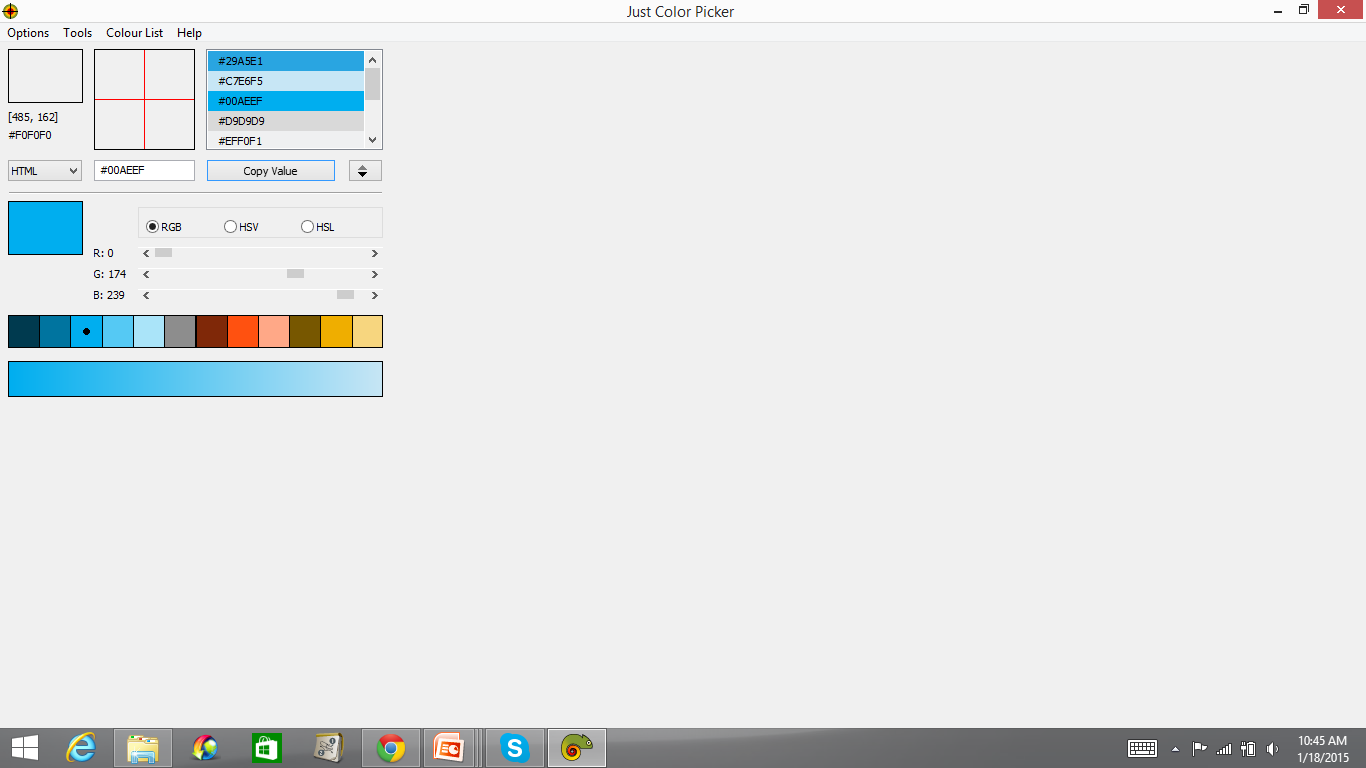 Just Color Picker
Options Tools Colour List Help
#29A5E1
#C7E6F5
#00AEEF
#D9D9D9
#EFF0F1
[485, 162]
#F0F0F0
HTML #00AEEF Copy Value
RGB HSV HSL
R: 0
G: 174
B: 239
10:45 AM
1/18/2015